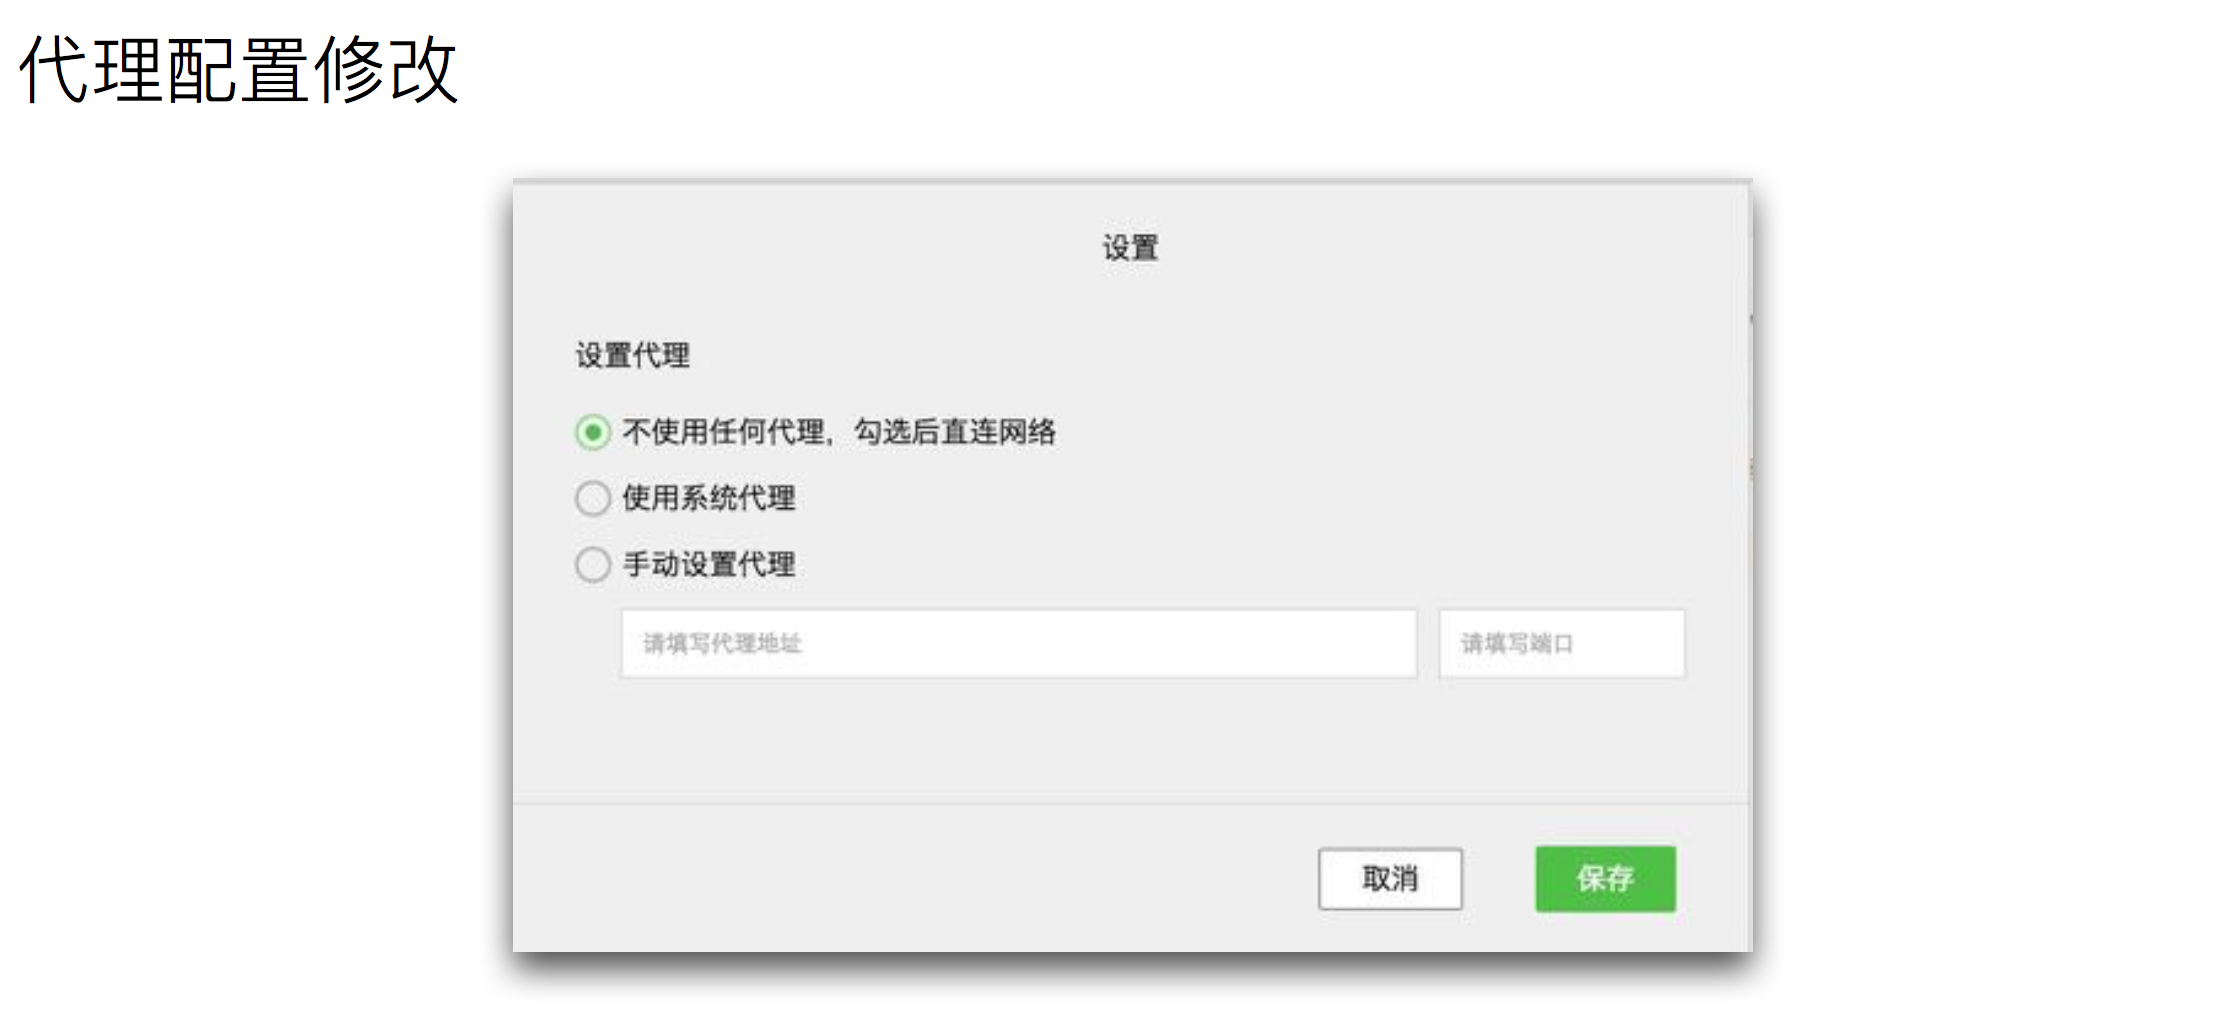 代理配置修改
设置
设置代理
不使用任何代理，勾选后直连网络
使用系统代理
手动设置代理
请填写代理地址 请填写端口
取消 保存